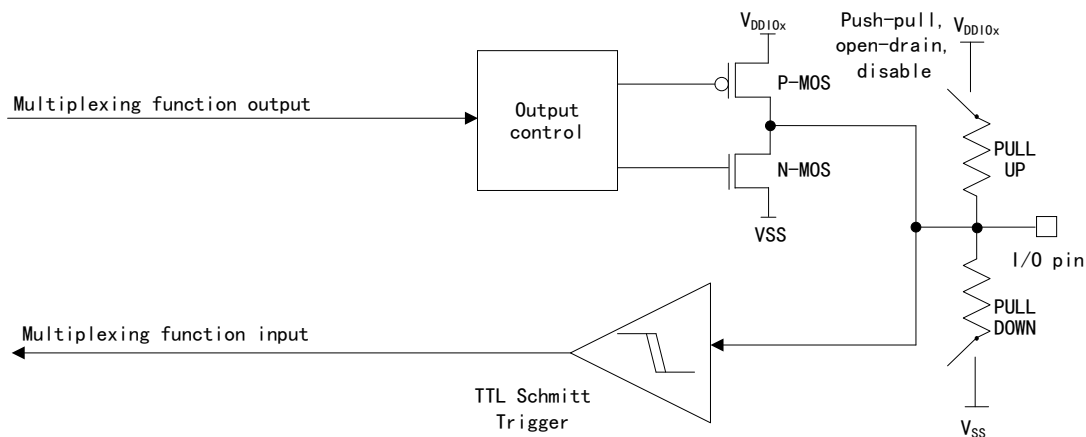 V_DDIOx
Push-pull,
open-drain,
disable
V_DDIOx
Multiplexing function output
Output
control
P-MOS
N-MOS
VSS
PULL
UP
I/O pin
Multiplexing function input
PULL
DOWN
TTL Schmitt
Trigger
V_SS